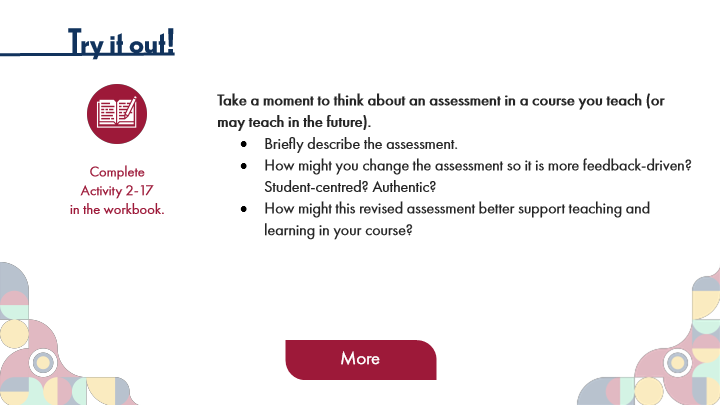 Try it out!
Complete
Activity 2-17
in the workbook.
Take a moment to think about an assessment in a course you teach (or
may teach in the future).
• Briefly describe the assessment.
• How might you change the assessment so it is more feedback-driven?
Student-centred? Authentic?
• How might this revised assessment better support teaching and
learning in your course?
More